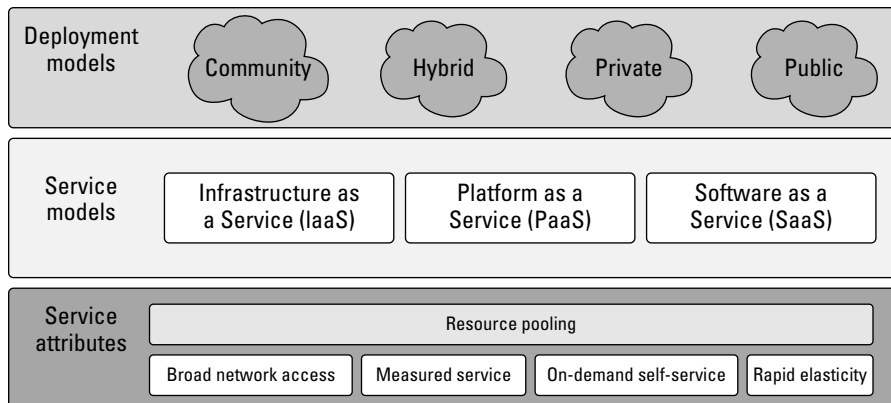 Deployment
models
Community
Hybrid
Private
Public
Service
models
Infrastructure as
a Service (IaaS)
Platform as a
Service (PaaS)
Software as a
Service (SaaS)
Service
attributes
Resource pooling
Broad network access
Measured service
On-demand self-service
Rapid elasticity